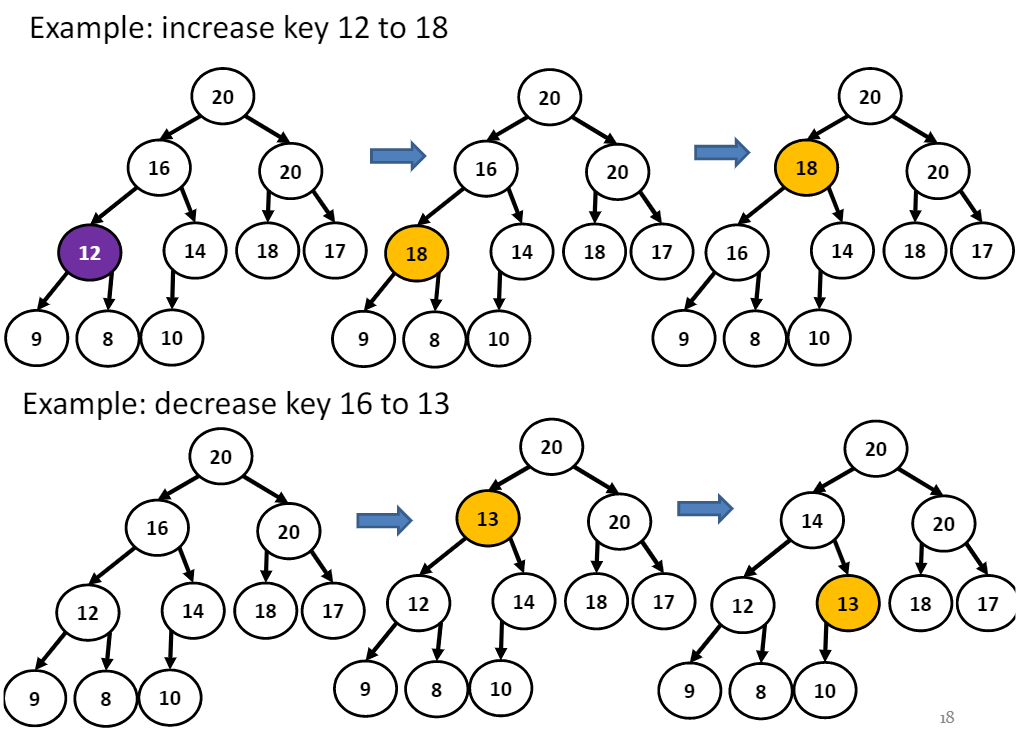 Example: increase key 12 to 18
20 20 20
16 20 16 20 18 20
12 14 18 17 18 14 18 17 16 14 18 17
9 8 10 9 8 10 9 8 10
Example: decrease key 16 to 13
20 20 20
16 20 13 20 14 20
12 14 18 17 12 14 18 17 12 13 18 17
9 8 10 9 8 10 9 8 10
18